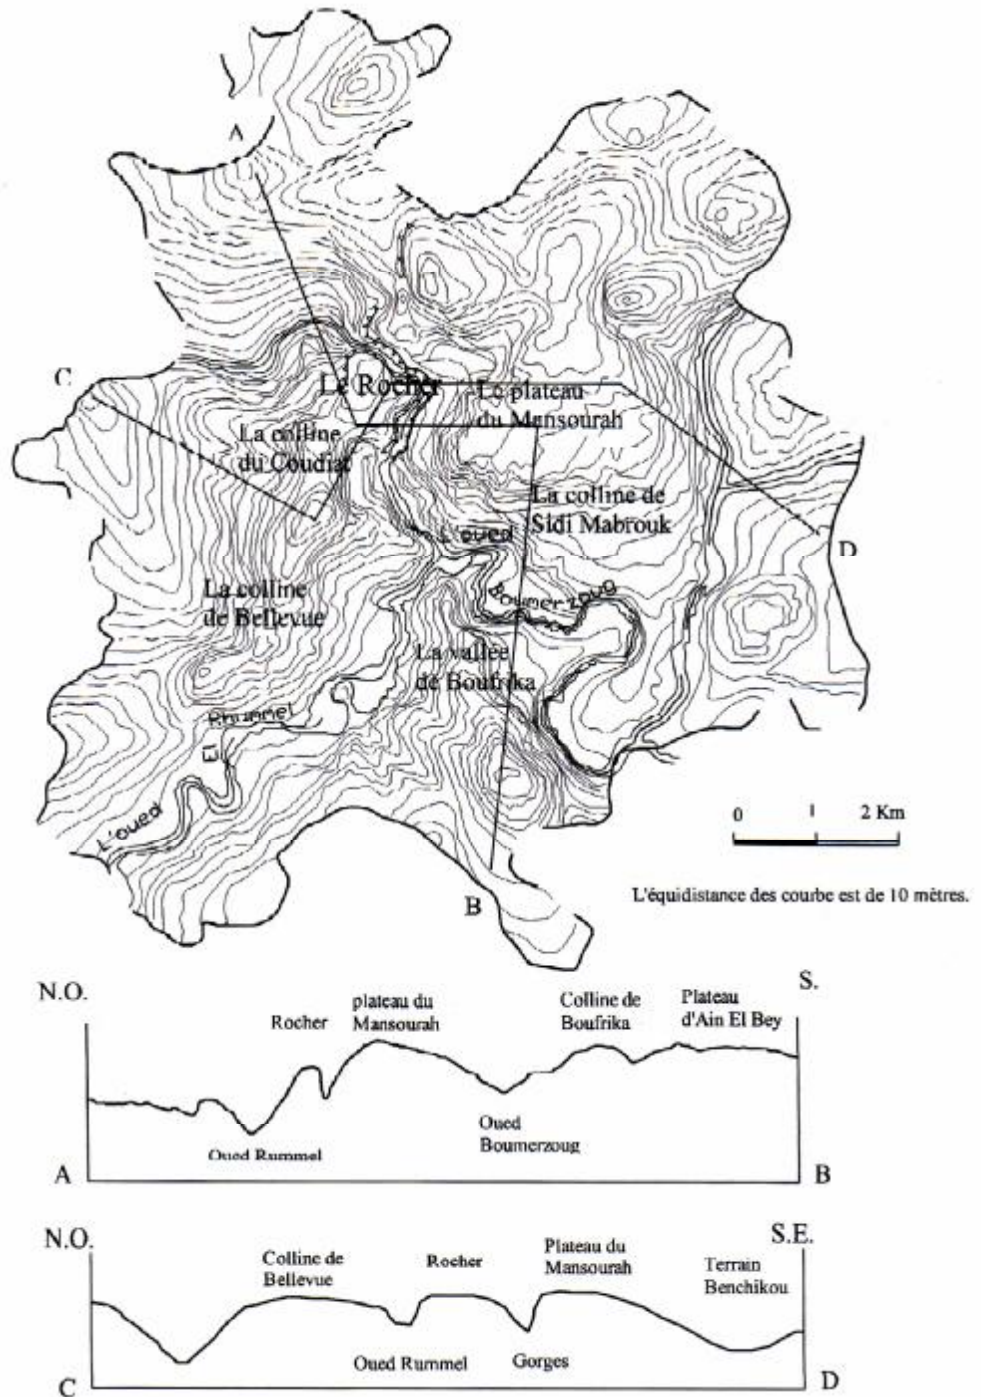 A
C
Le Rocher
Le plateau
du Mansourah
La colline
du Coudiat
La colline de
Sidi Mabrouk
L'oued
D
Boumerzoug
La colline
de Bellevue
La vallée
de Boufrika
Rhummel
El
L'oued
0 1 2 Km
B
L'équidistance des courbe est de 10 mètres.
N.O.
S.
Rocher
plateau du
Mansourah
Colline de
Boufrika
Plateau
d'Ain El Bey
Oued Rummel
Oued
Boumerzoug
A
B
N.O.
S.E.
Colline de
Bellevue
Rocher
Plateau du
Mansourah
Terrain
Benchikou
Oued Rummel
Gorges
C
D